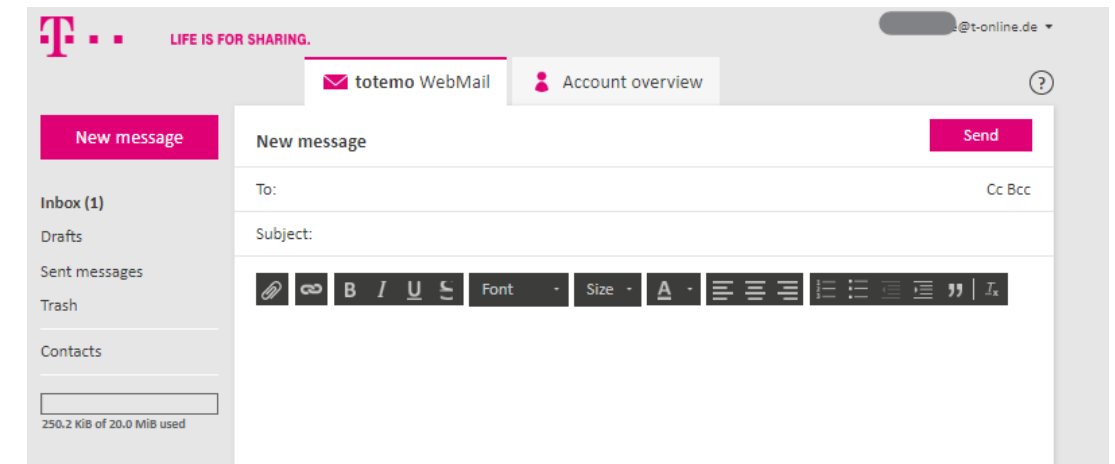 T
LIFE IS FOR SHARING.
@t-online.de
totemo WebMail
Account overview
?
New message
New message
Send
To:
Cc Bcc
Inbox (1)
Subject:
Drafts
Sent messages
B I U S Font Size A
Trash
Contacts
250.2 KiB of 20.0 MiB used